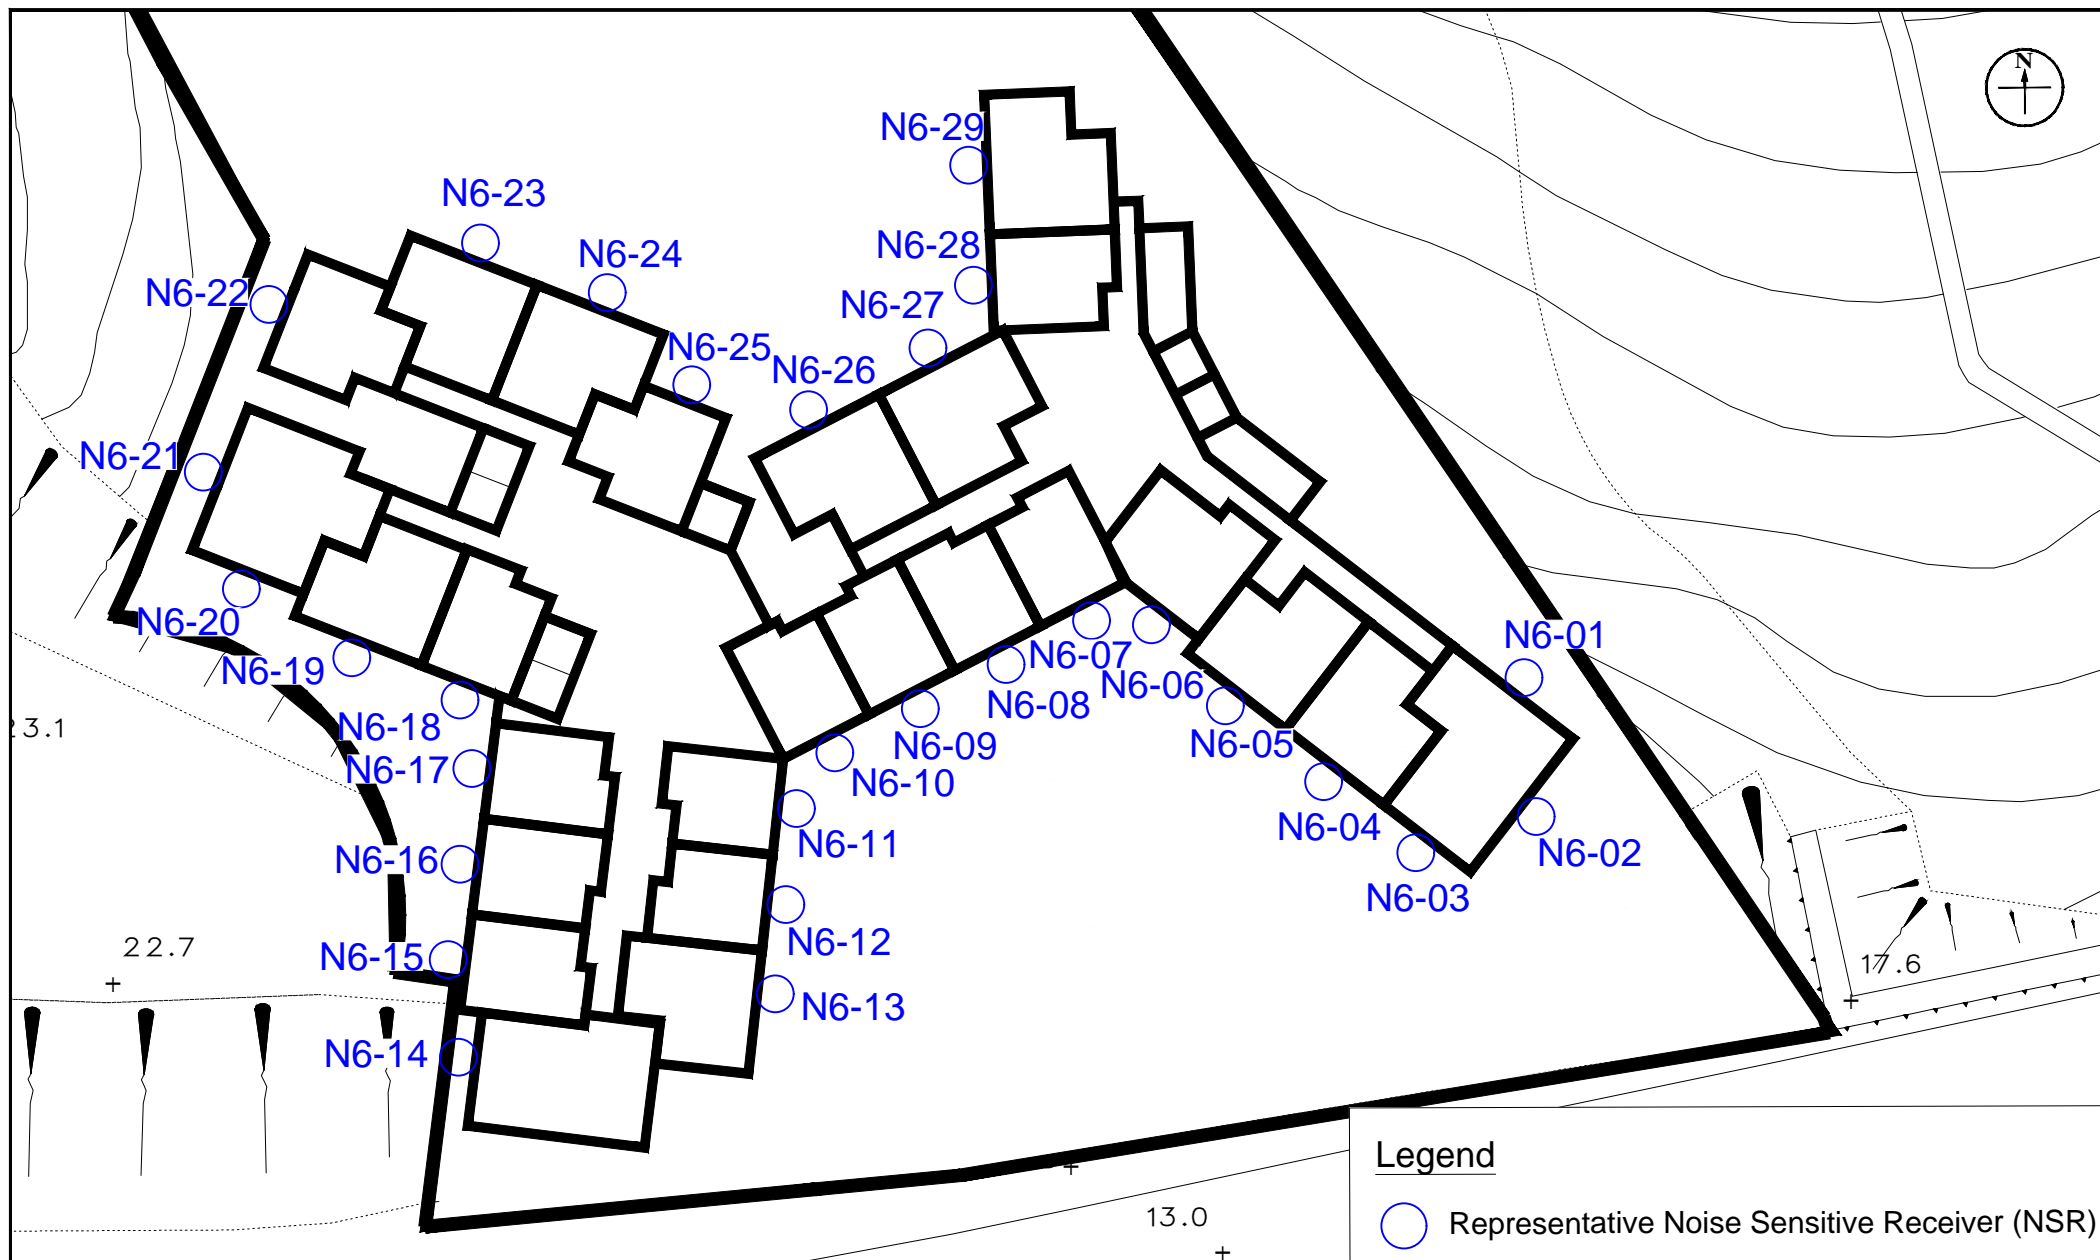 N
N6-29
N6-23
N6-28
N6-24
N6-22
N6-27
N6-25
N6-26
N6-21
N6-20
N6-01
N6-07
N6-19
N6-06
N6-08
N6-18
N6-05
N6-09
N6-17
N6-10
N6-04
N6-11
N6-02
N6-16
N6-03
N6-12
N6-15
N6-13
N6-14
23.1
22.7
17.6
13.0
Legend
Representative Noise Sensitive Receiver (NSR)